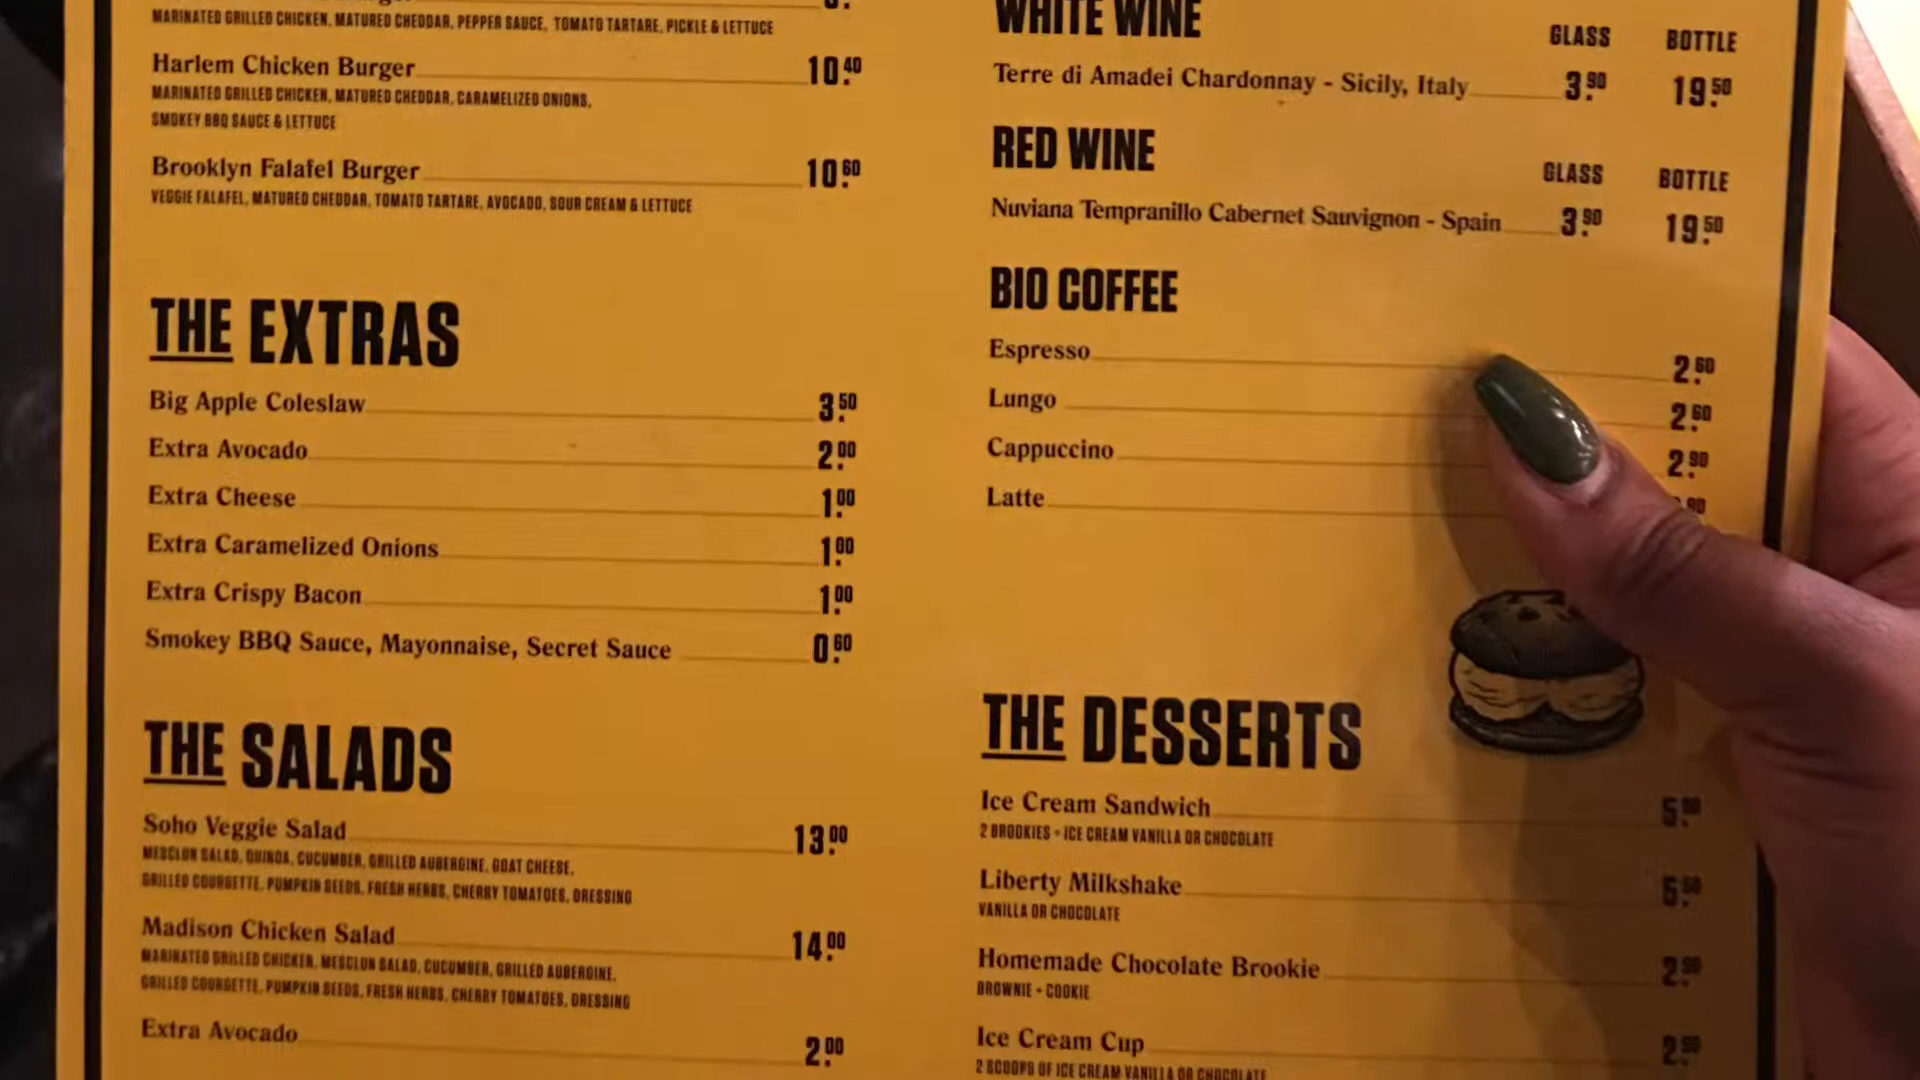 MARINATED GRILLED CHICKEN, MATURED CHEDDAR, PEPPER SAUCE, TOMATO TARTARE, PICKLE & LETTUCE
Harlem Chicken Burger 10.40
MARINATED GRILLED CHICKEN, MATURED CHEDDAR, CARAMELIZED ONIONS,
SMOKEY BBQ SAUCE & LETTUCE
Brooklyn Falafel Burger 10.60
VEGGIE FALAFEL, MATURED CHEDDAR, TOMATO TARTARE, AVOCADO, SOUR CREAM & LETTUCE
THE EXTRAS
Big Apple Coleslaw 3.50
Extra Avocado 2.00
Extra Cheese 1.00
Extra Caramelized Onions 1.00
Extra Crispy Bacon 1.00
Smokey BBQ Sauce, Mayonnaise, Secret Sauce 0.60
THE SALADS
Soho Veggie Salad 13.00
MESCLUN SALAD, QUINOA, CUCUMBER, GRILLED AUBERGINE, GOAT CHEESE,
GRILLED COURGETTE, PUMPKIN SEEDS, FRESH HERBS, CHERRY TOMATOES, DRESSING
Madison Chicken Salad 14.00
MARINATED GRILLED CHICKEN, MESCLUN SALAD, CUCUMBER, GRILLED AUBERGINE,
GRILLED COURGETTE, PUMPKIN SEEDS, FRESH HERBS, CHERRY TOMATOES, DRESSING
Extra Avocado 2.00
WHITE WINE GLASS BOTTLE
Terre di Amadei Chardonnay - Sicily, Italy 3.90 19.50
RED WINE GLASS BOTTLE
Nuviana Tempranillo Cabernet Sauvignon - Spain 3.90 19.50
BIO COFFEE
Espresso 2.60
Lungo 2.60
Cappuccino 2.90
Latte .90
THE DESSERTS
Ice Cream Sandwich
2 BROOKIES + ICE CREAM VANILLA OR CHOCOLATE
Liberty Milkshake
VANILLA OR CHOCOLATE
Homemade Chocolate Brookie
BROWNIE + COOKIE
Ice Cream Cup
2 SCOOPS OF ICE CREAM VANILLA OR CHOCOLATE